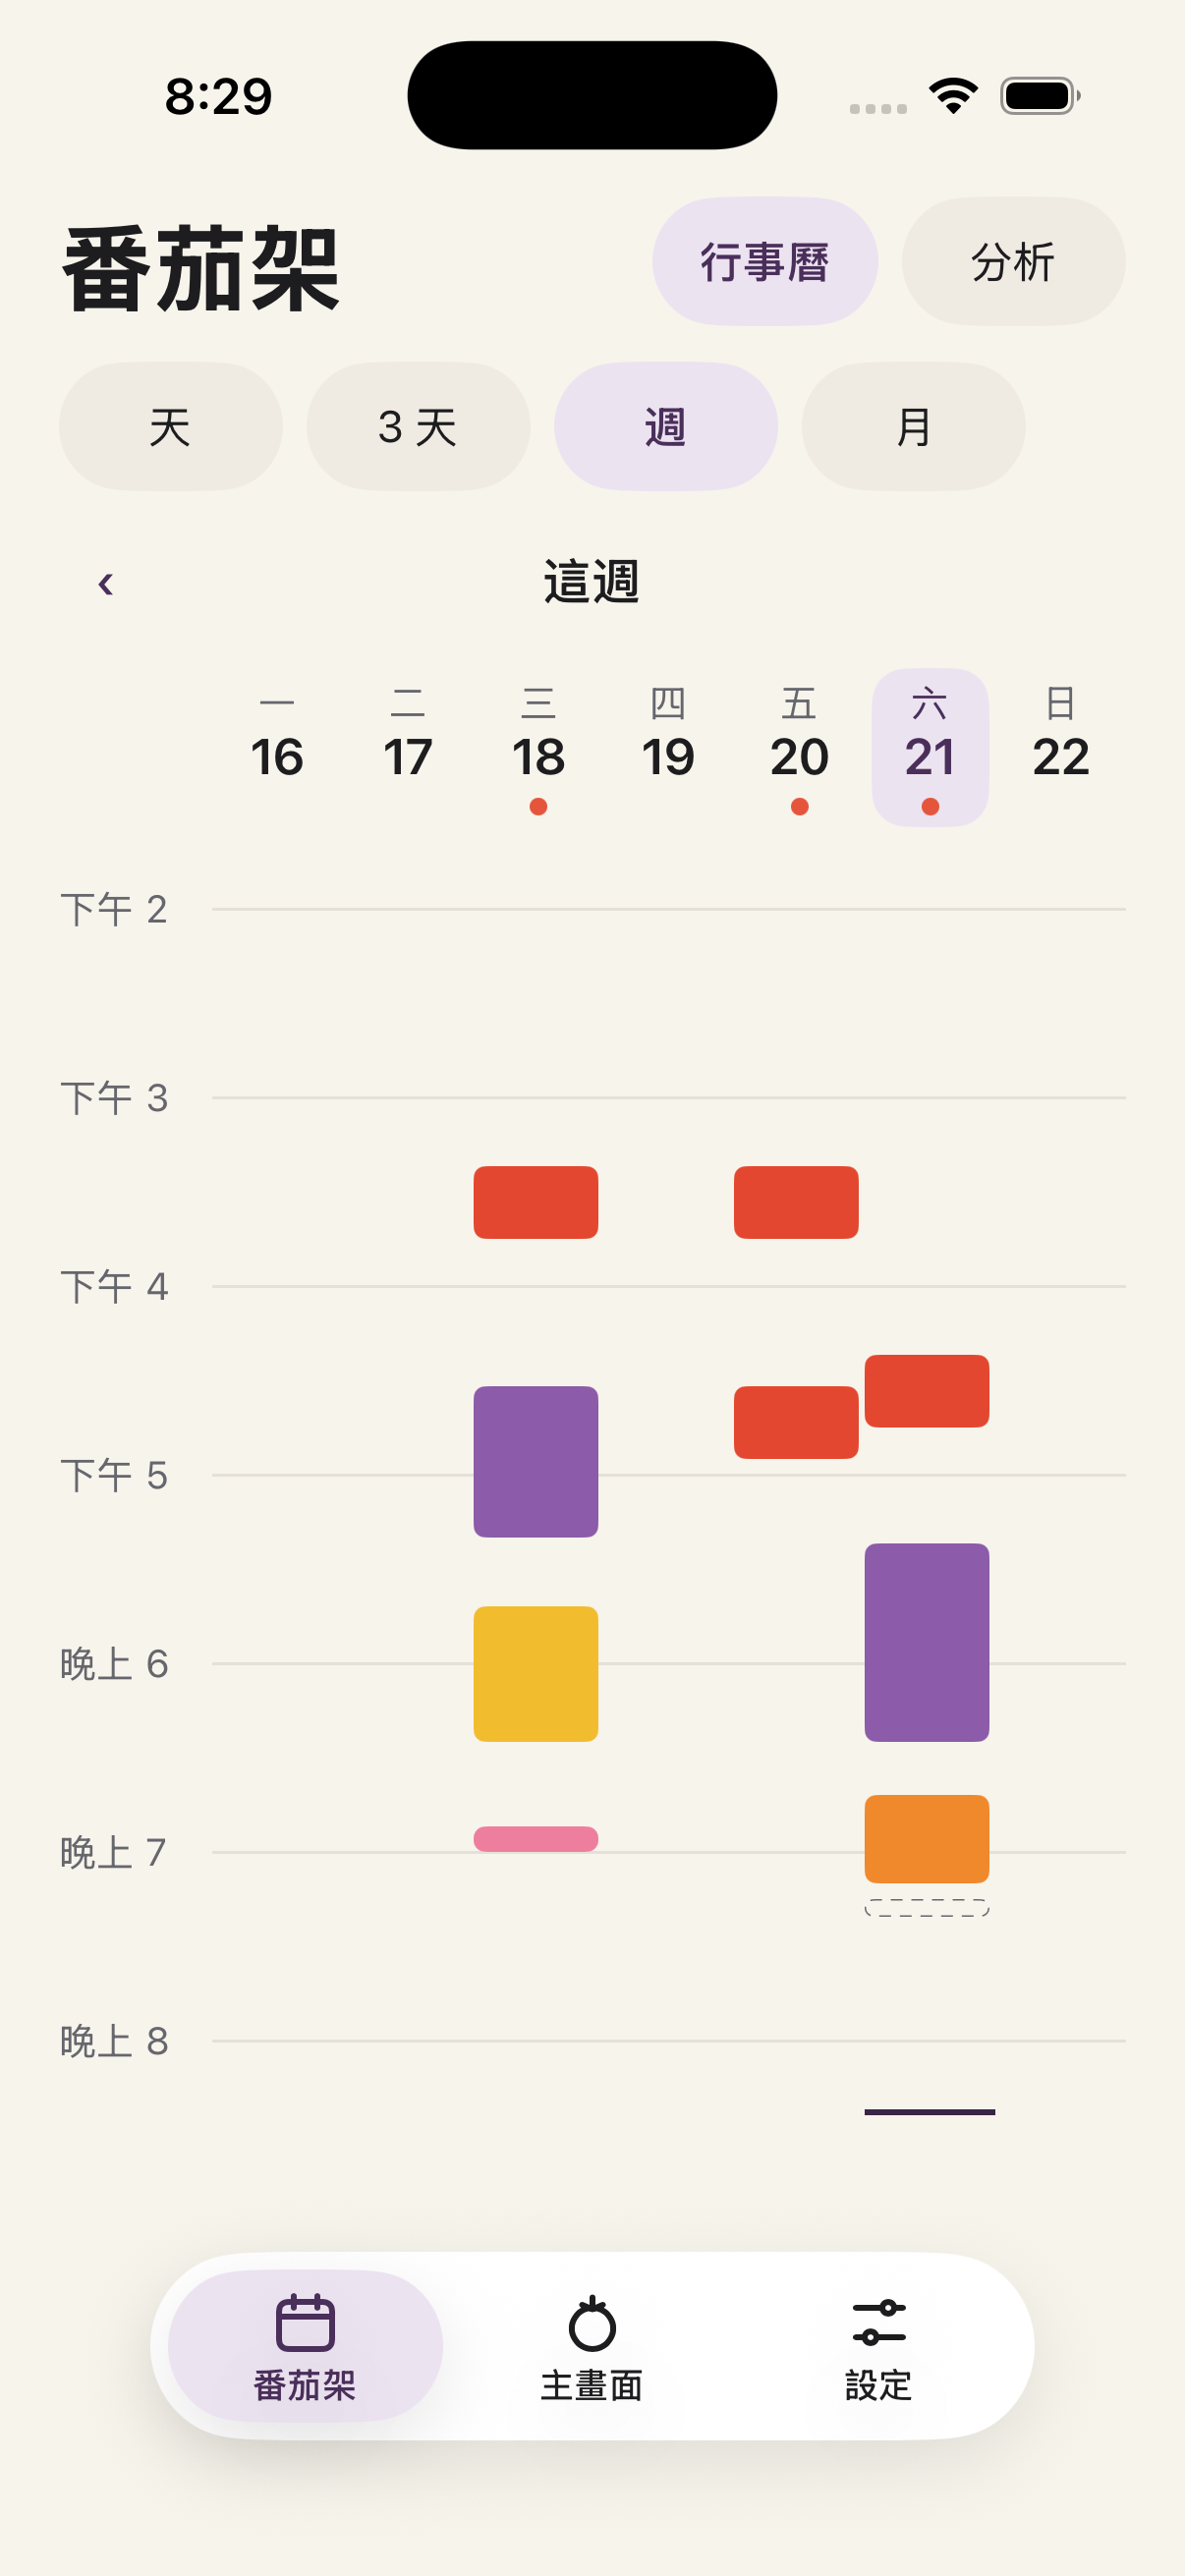 8:29
番茄架
行事曆
分析
天
3 天
週
月
‹
這週
一 二 三 四 五 六 日
16 17 18 19 20 21 22
下午 2
下午 3
下午 4
下午 5
晚上 6
晚上 7
晚上 8
番茄架
主畫面
設定